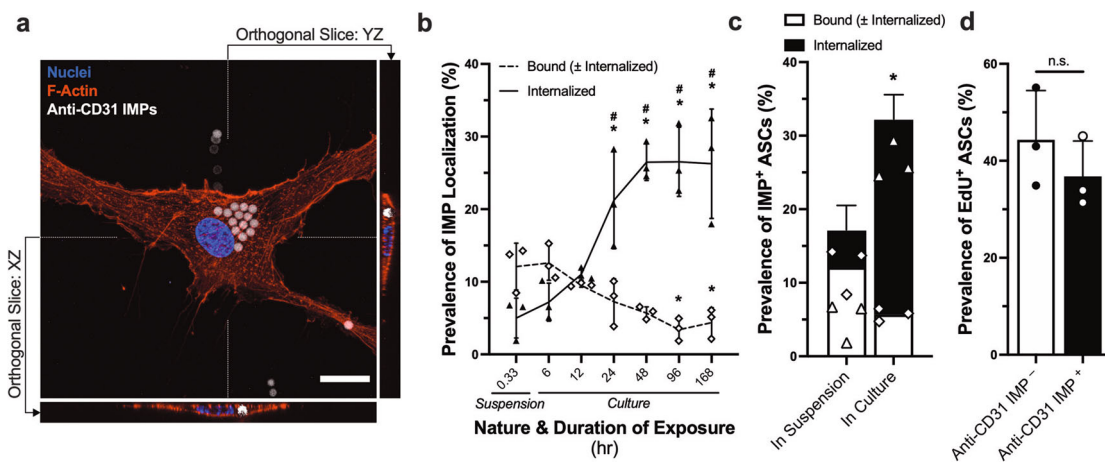 a
Orthogonal Slice: YZ
Nuclei
F-Actin
Anti-CD31 IMPs
Orthogonal Slice: XZ
b
Prevalence of IMP Localization (%)
40
30
20
10
0
Bound (± Internalized)
Internalized
#
*
#
*
#
*
#
*
*
*
0.33
6
12
24
48
96
168
Suspension
Culture
Nature & Duration of Exposure
(hr)
c
Bound (± Internalized)
Internalized
Prevalence of IMP⁺ ASCs (%)
40
30
20
10
0
*
In Suspension
In Culture
d
Prevalence of EdU⁺ ASCs (%)
60
40
20
0
n.s.
Anti-CD31 IMP⁻
Anti-CD31 IMP⁺